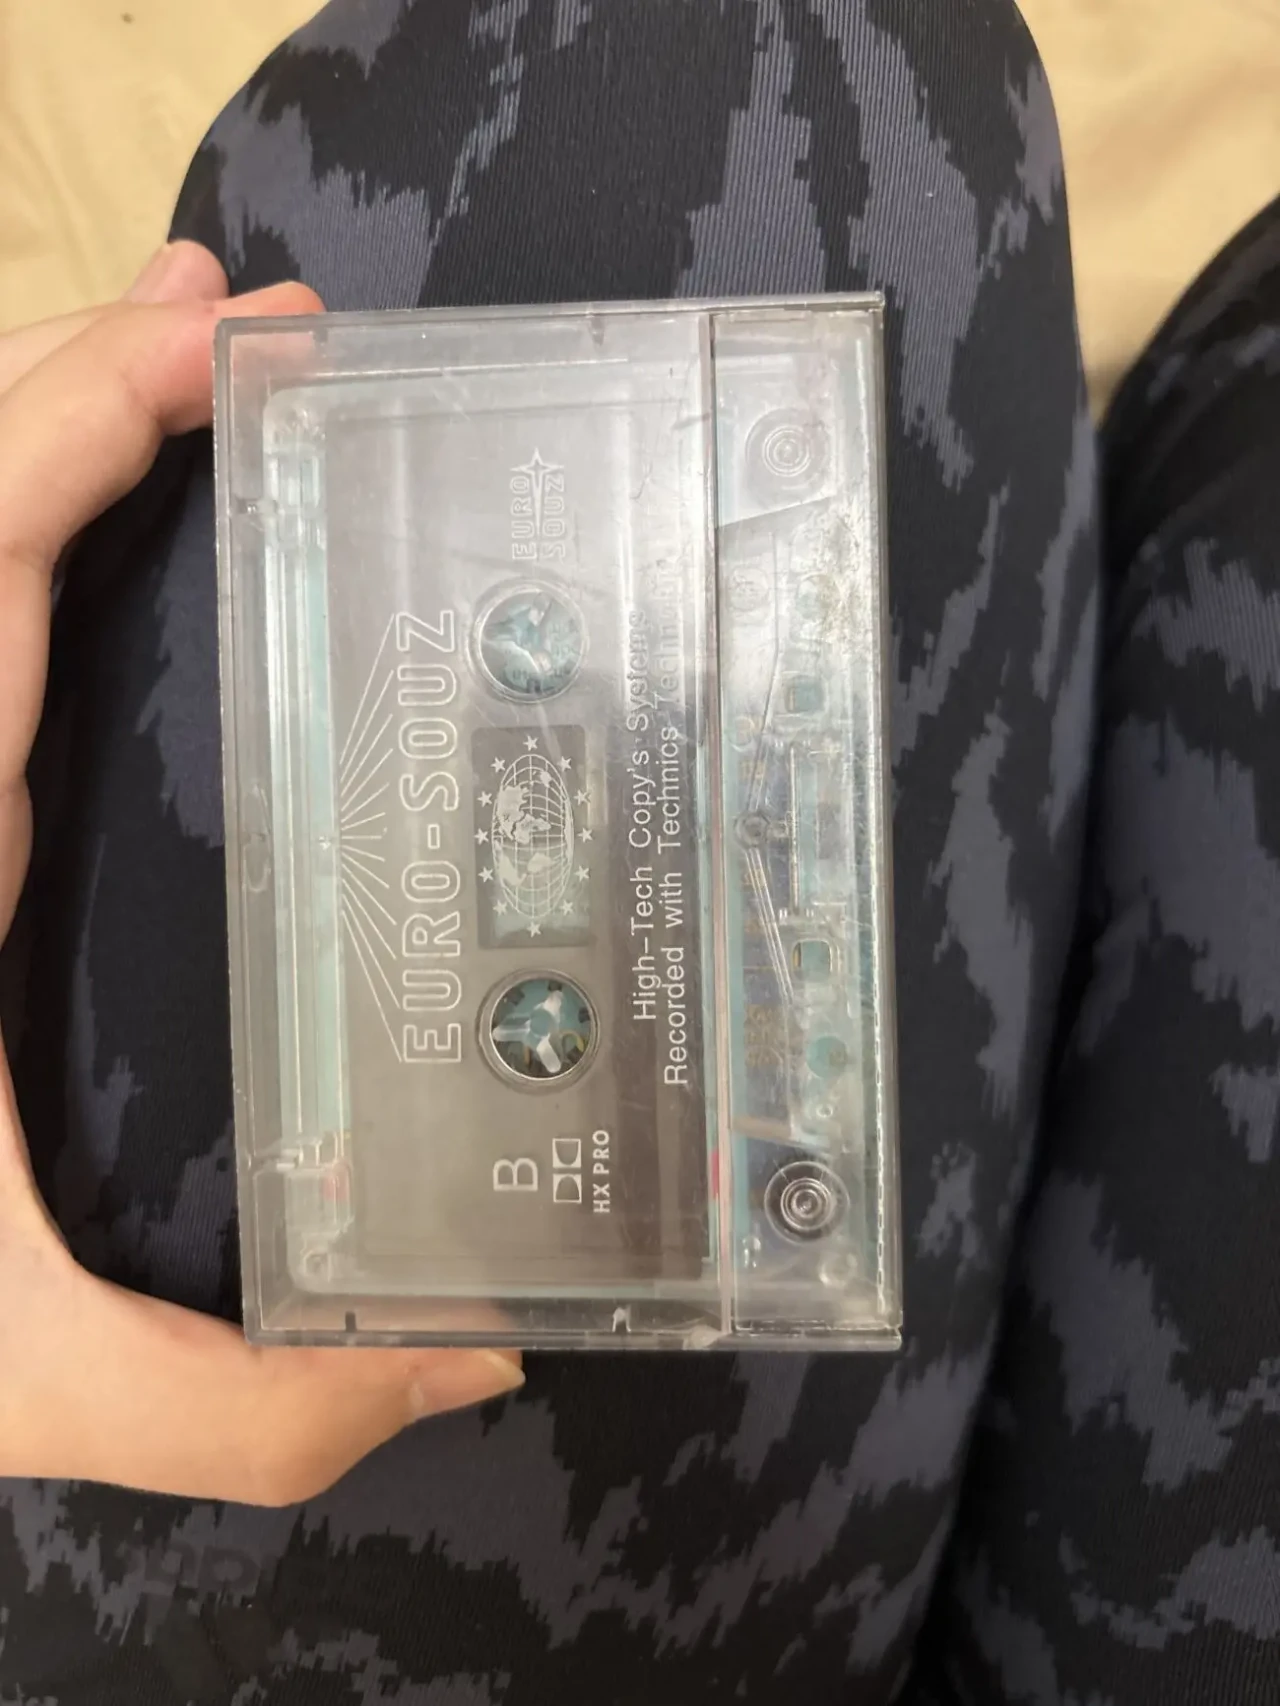 EURO
SOUZ
EURO-SOUZ
B
HX PRO
High-Tech Copy's Systems
Recorded with Technics Technology